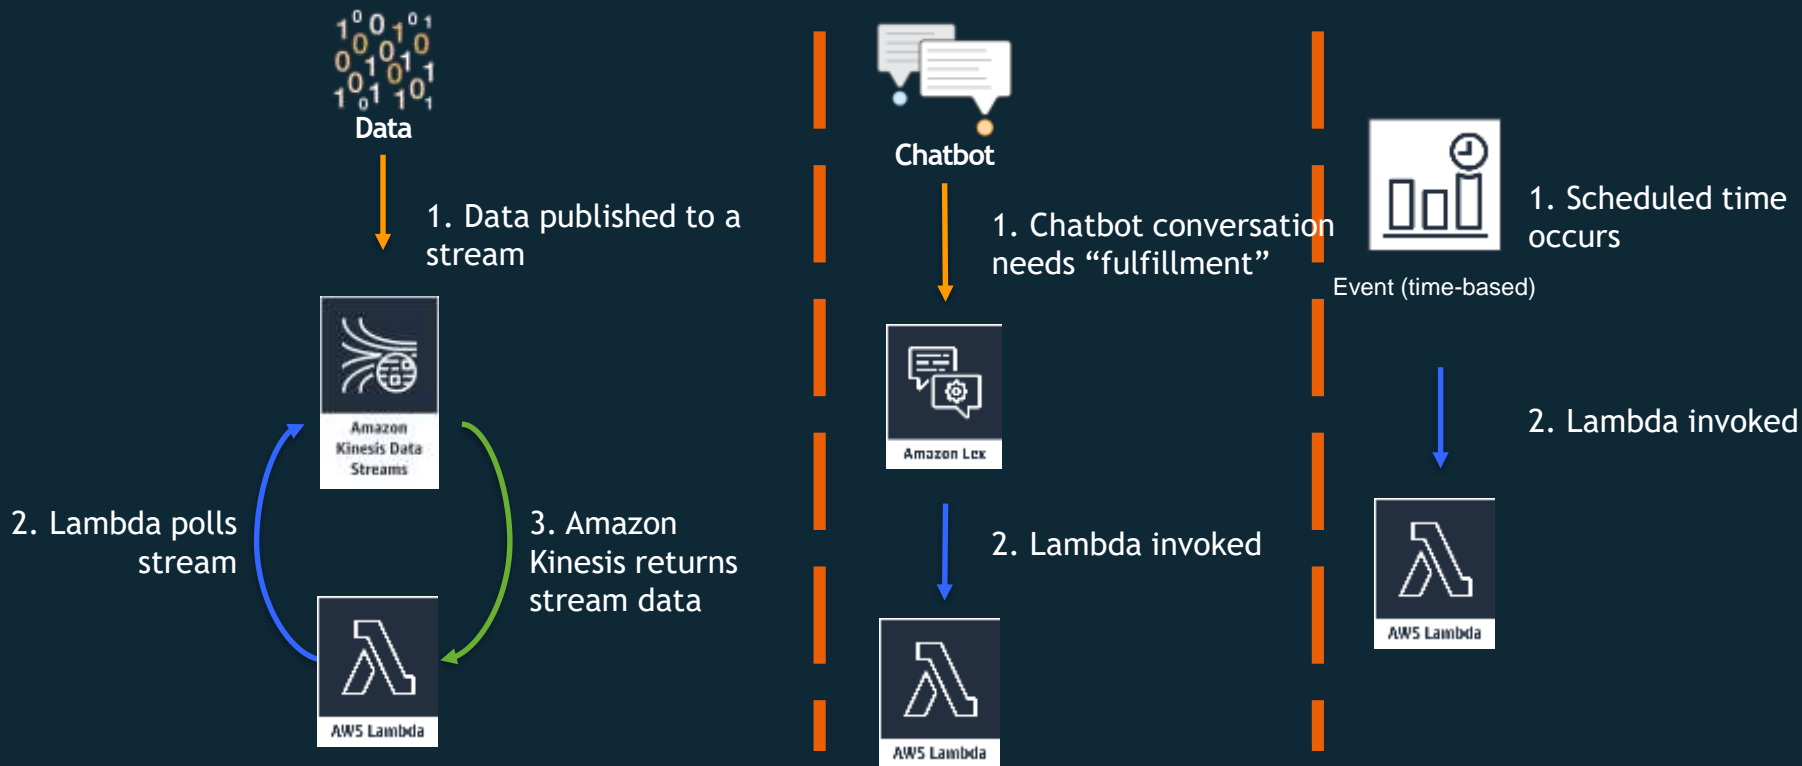 Data
1. Data published to a
stream
Amazon
Kinesis Data
Streams
2. Lambda polls
stream
3. Amazon
Kinesis returns
stream data
AWS Lambda
Chatbot
1. Chatbot conversation
needs “fulfillment”
Amazon Lex
2. Lambda invoked
AWS Lambda
1. Scheduled time
occurs
Event (time-based)
2. Lambda invoked
AWS Lambda